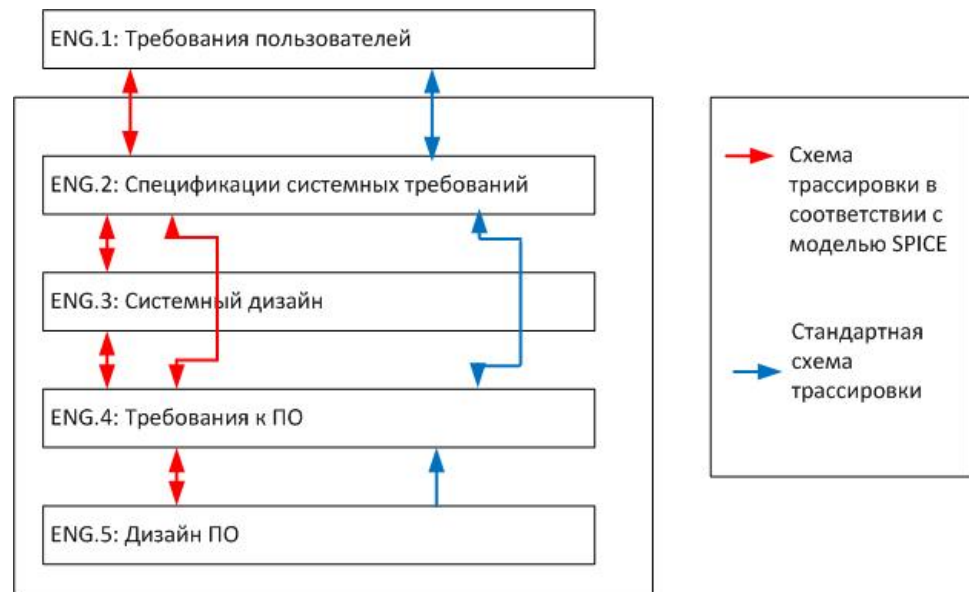 ENG.1: Требования пользователей
ENG.2: Спецификации системных требований
ENG.3: Системный дизайн
ENG.4: Требования к ПО
ENG.5: Дизайн ПО
Схема
трассировки в
соответствии с
моделью SPICE
Стандартная
схема
трассировки